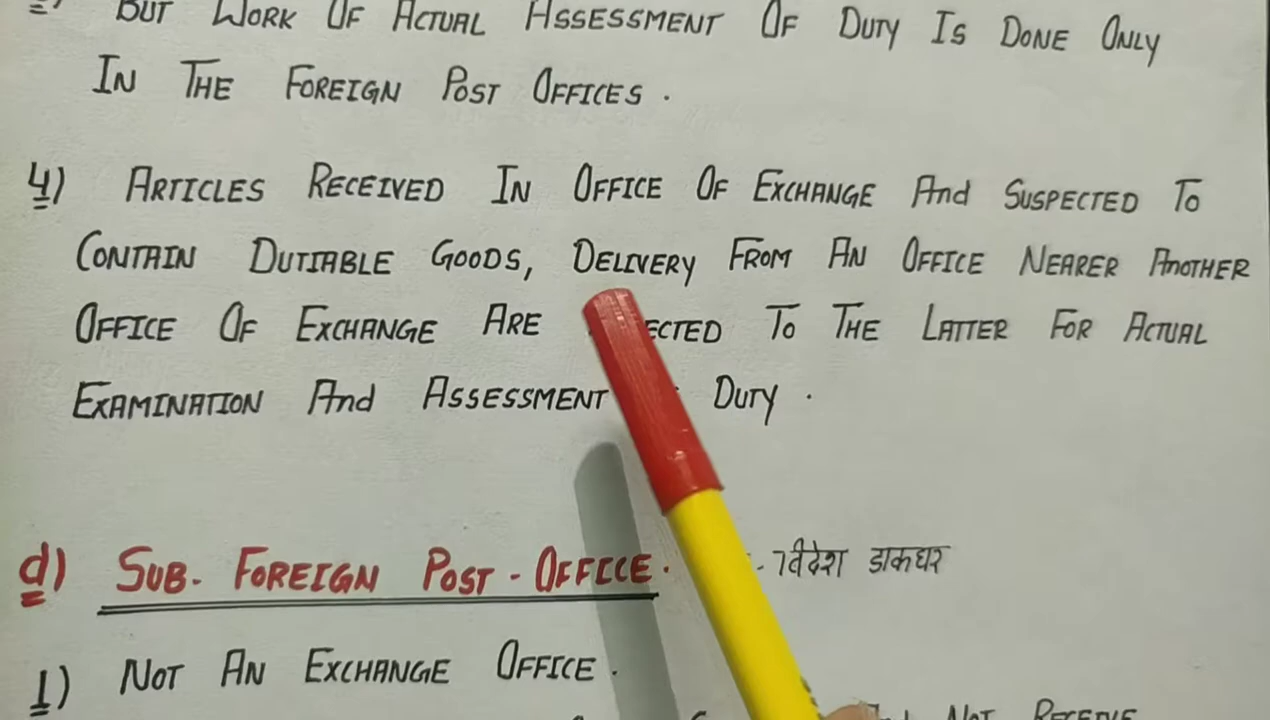 BUT WORK OF ACTUAL ASSESSMENT OF DUTY IS DONE ONLY
IN THE FOREIGN POST OFFICES.
4) ARTICLES RECEIVED IN OFFICE OF EXCHANGE And SUSPECTED TO
CONTAIN DUTIABLE GOODS, DELIVERY FROM AN OFFICE NEARER ANOTHER
OFFICE OF EXCHANGE ARE TO THE LATTER FOR ACTUAL
EXAMINATION And ASSESSMENT DUTY.
d) SUB- FOREIGN POST-OFFICE. - विदेश डाकघर
1) NOT AN EXCHANGE OFFICE.
NOT RECEIVE